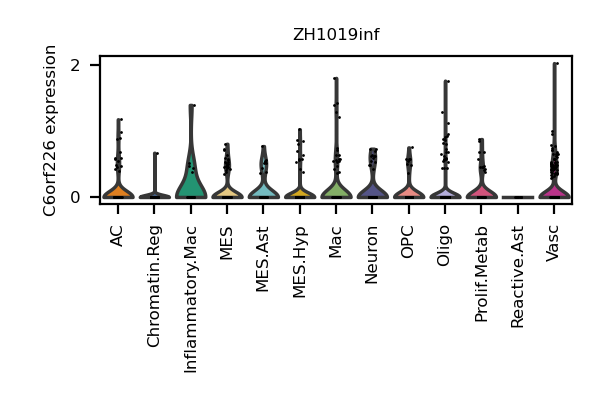 ZH1019inf
C6orf226 expression
2
0
AC
Chromatin.Reg
Inflammatory.Mac
MES
MES.Ast
MES.Hyp
Mac
Neuron
OPC
Oligo
Prolif.Metab
Reactive.Ast
Vasc